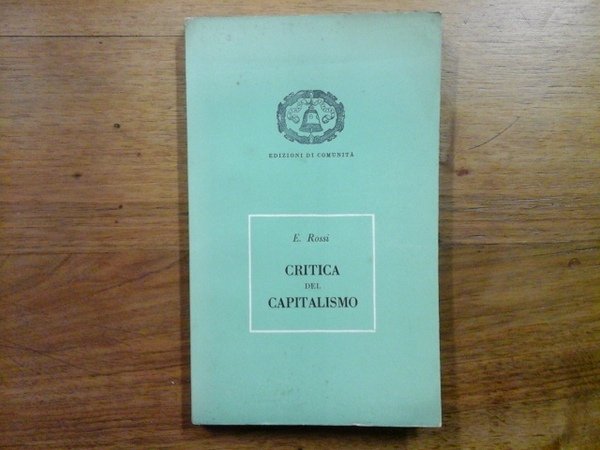 EDIZIONI DI COMUNITÀ
E. Rossi
CRITICA
DEL
CAPITALISMO